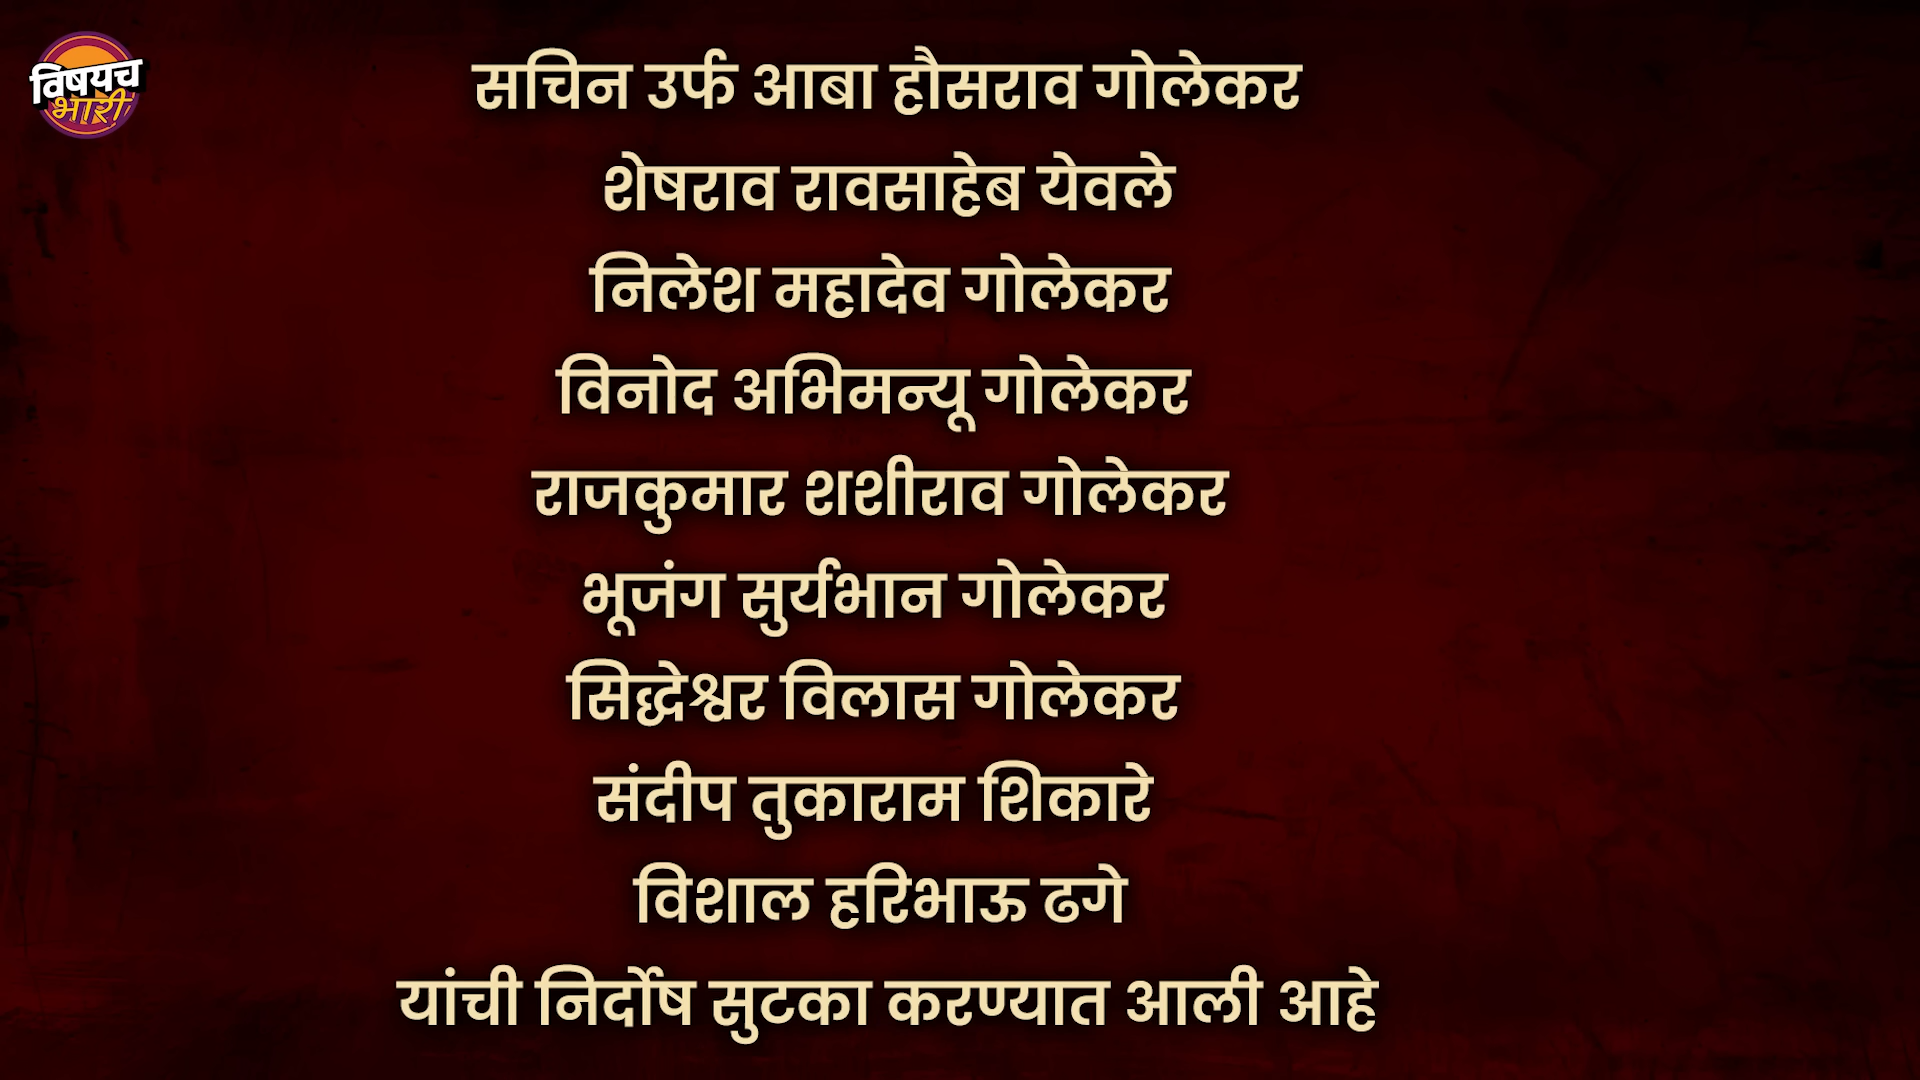 विषयच
भारी
सचिन उर्फ आबा हौसराव गोलेकर
शेषराव रावसाहेब येवले
निलेश महादेव गोलेकर
विनोद अभिमन्यू गोलेकर
राजकुमार शशीराव गोलेकर
भूजंग सुर्यभान गोलेकर
सिद्धेश्वर विलास गोलेकर
संदीप तुकाराम शिकारे
विशाल हरिभाऊ ढगे
यांची निर्दोष सुटका करण्यात आली आहे